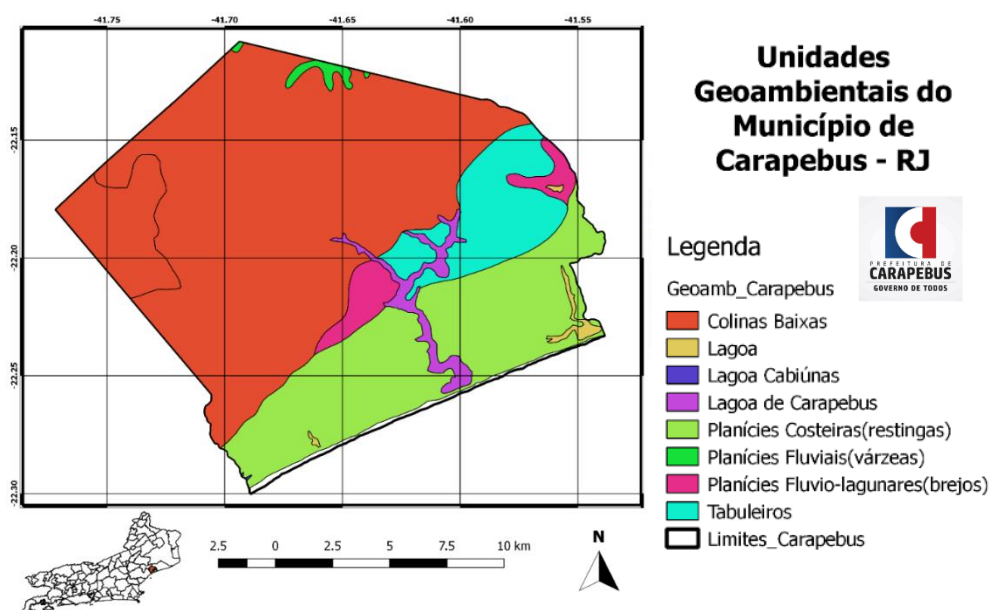 Unidades
Geoambientais do
Município de
Carapebus - RJ
-41.75 -41.70 -41.65 -41.60 -41.55
-22.15
-22.20
-22.25
-22.30
PREFEITURA DE
CARAPEBUS
GOVERNO DE TODOS
Legenda
Geoamb_Carapebus
Colinas Baixas
Lagoa
Lagoa Cabiúnas
Lagoa de Carapebus
Planícies Costeiras(restingas)
Planícies Fluviais(várzeas)
Planícies Fluvio-lagunares(brejos)
Tabuleiros
Limites_Carapebus
2.5 0 2.5 5 7.5 10 km
N